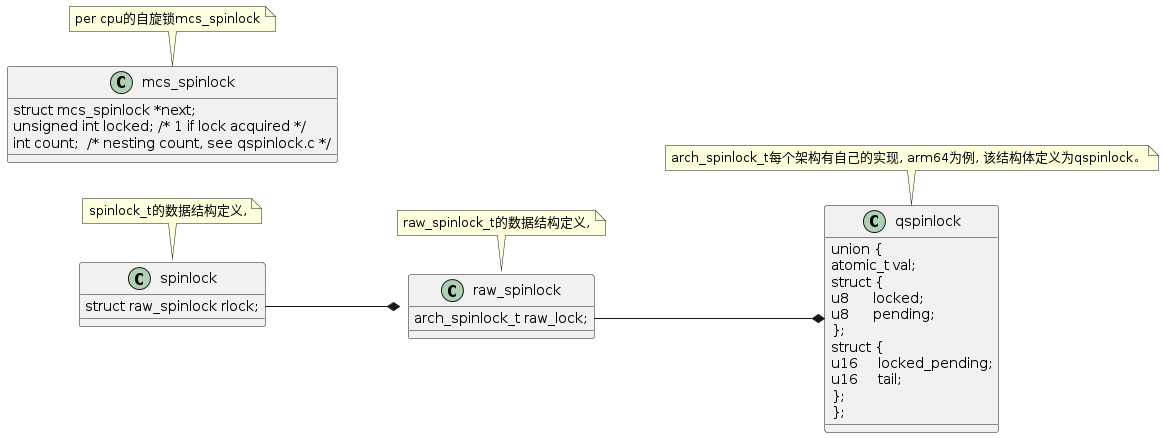 per cpu的自旋锁mcs_spinlock
C mcs_spinlock
struct mcs_spinlock *next;
unsigned int locked; /* 1 if lock acquired */
int count;  /* nesting count, see qspinlock.c */
spinlock_t的数据结构定义,
C spinlock
struct raw_spinlock rlock;
raw_spinlock_t的数据结构定义,
C raw_spinlock
arch_spinlock_t raw_lock;
arch_spinlock_t每个架构有自己的实现, arm64为例, 该结构体定义为qspinlock。
C qspinlock
union {
atomic_t val;
struct {
u8      locked;
u8      pending;
};
struct {
u16     locked_pending;
u16     tail;
};
};